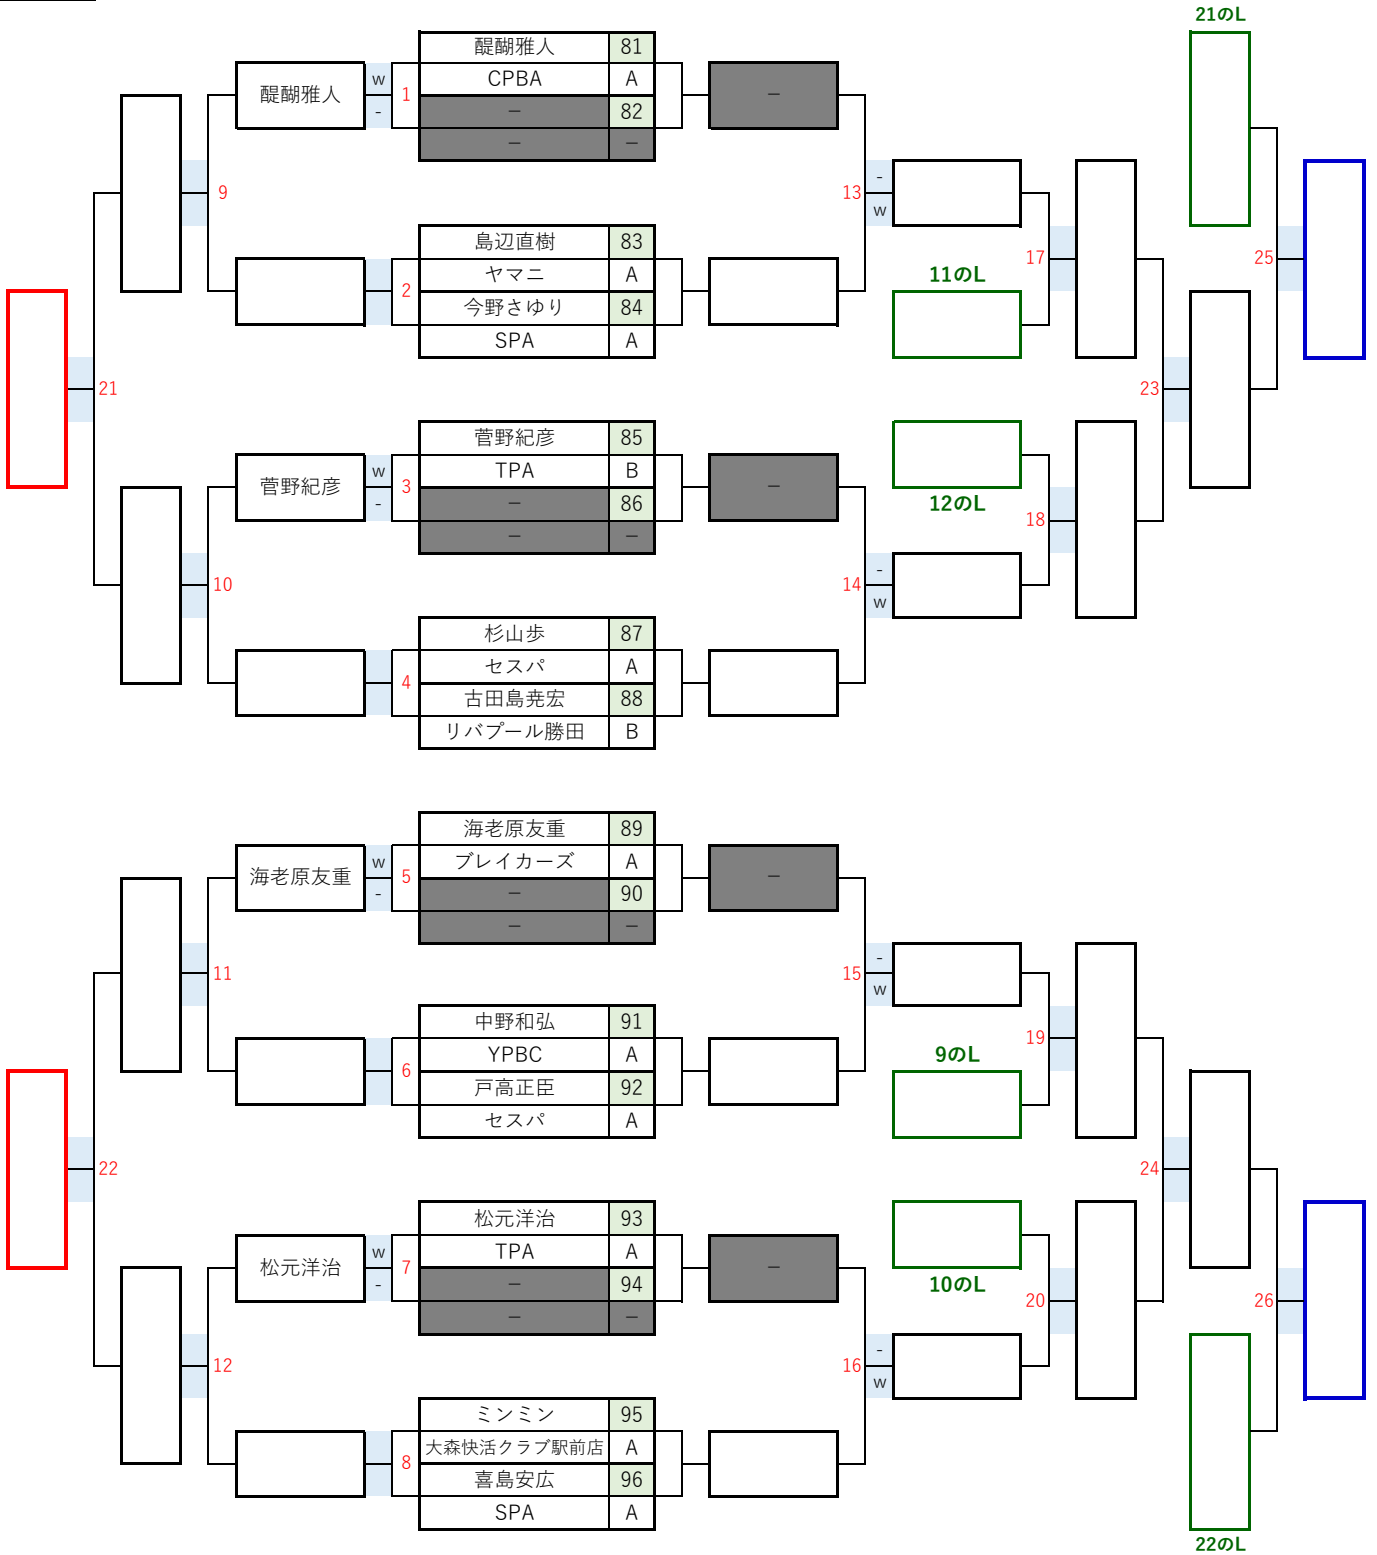 21のL
醍醐雅人 81
醍醐雅人 w - 1 CPBA A －
－ 82
－ －
9
13 - w
島辺直樹 83
2 ヤマニ A
今野さゆり 84
SPA A
17
25
11のL
21
23
菅野紀彦 85
菅野紀彦 w - 3 TPA B －
－ 86
－ －
12のL
18
10
14 - w
杉山歩 87
4 セスパ A
古田島尭宏 88
リバプール勝田 B
海老原友重 89
海老原友重 w - 5 ブレイカーズ A －
－ 90
－ －
11
15 - w
中野和弘 91
6 YPBC A
戸高正臣 92
セスパ A
19
9のL
22
24
松元洋治 93
松元洋治 w - 7 TPA A －
－ 94
－ －
10のL
20
26
12
16 - w
ミンミン 95
8 大森快活クラブ駅前店 A
喜島安広 96
SPA A
22のL